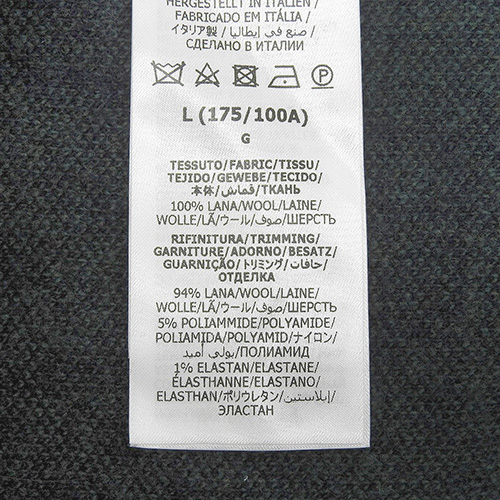 HERGESTELLT IN ITALIEN /
FABRICADO EM ITÁLIA /
イタリア製 / صنع في إيطاليا /
СДЕЛАНО В ИТАЛИИ
P
L (175/100A)
G
TESSUTO/FABRIC/TISSU/
TEJIDO/GEWEBE/TECIDO/
本体/قماش/ТКАНЬ
100% LANA/WOOL/LAINE/
WOLLE/LÃ/ウール/صوف/ШЕРСТЬ
RIFINITURA/TRIMMING/
GARNITURE/ADORNO/BESATZ/
GUARNIÇÃO/トリミング/حافات/
ОТДЕЛКА
94% LANA/WOOL/LAINE/
WOLLE/LÃ/ウール/صوف/ШЕРСТЬ
5% POLIAMMIDE/POLYAMIDE/
POLIAMIDA/POLYAMID/ナイロン/
بولي أميد/ПОЛИАМИД
1% ELASTAN/ELASTANE/
ÉLASTHANNE/ELASTANO/
ELASTHAN/ポリウレタン/إيلاستين/
ЭЛАСТАН